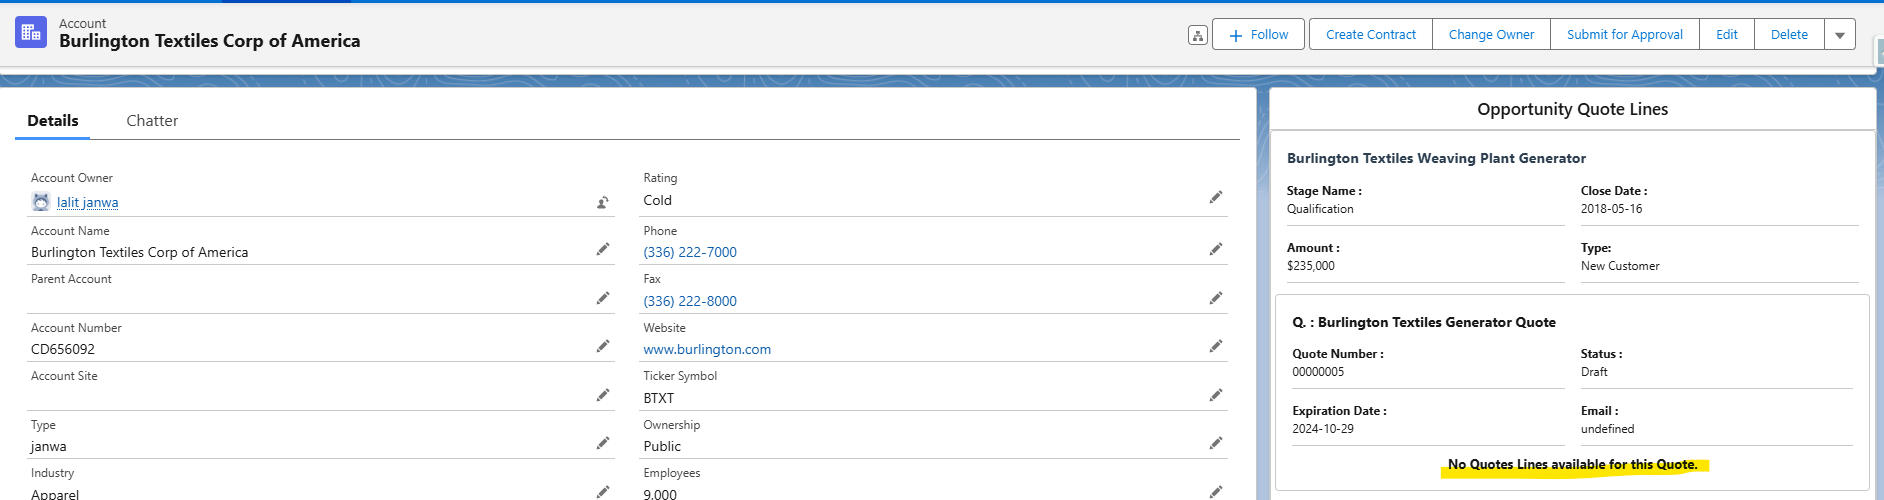 Account
Burlington Textiles Corp of America
Follow
Create Contract
Change Owner
Submit for Approval
Edit
Delete
Details
Chatter
Account Owner
lalit janwa
Rating
Cold
Account Name
Burlington Textiles Corp of America
Phone
(336) 222-7000
Parent Account
Fax
(336) 222-8000
Account Number
CD656092
Website
www.burlington.com
Account Site
Ticker Symbol
BTXT
Type
janwa
Ownership
Public
Industry
Apparel
Employees
9,000
Opportunity Quote Lines
Burlington Textiles Weaving Plant Generator
Stage Name :
Qualification
Close Date :
2018-05-16
Amount :
$235,000
Type:
New Customer
Q. : Burlington Textiles Generator Quote
Quote Number :
00000005
Status :
Draft
Expiration Date :
2024-10-29
Email :
undefined
No Quotes Lines available for this Quote.